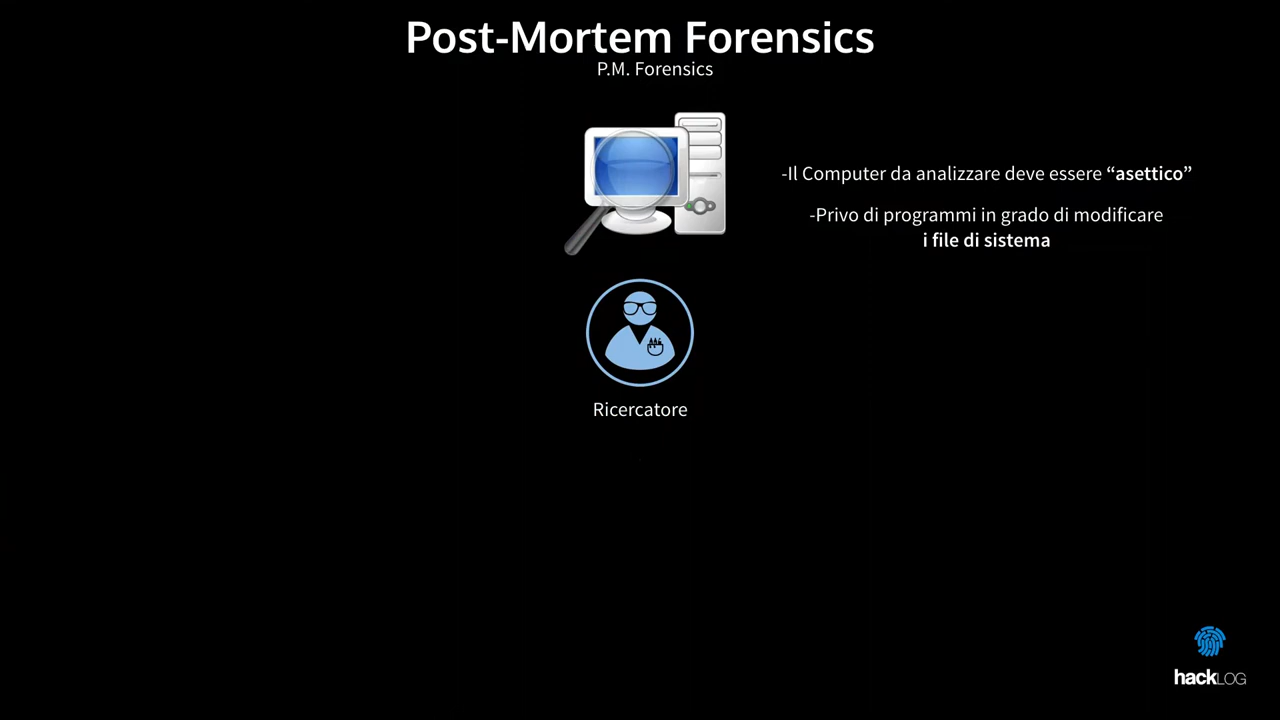 Post-Mortem Forensics
P.M. Forensics
-Il Computer da analizzare deve essere “asettico”
-Privo di programmi in grado di modificare
i file di sistema
Ricercatore
hackLOG